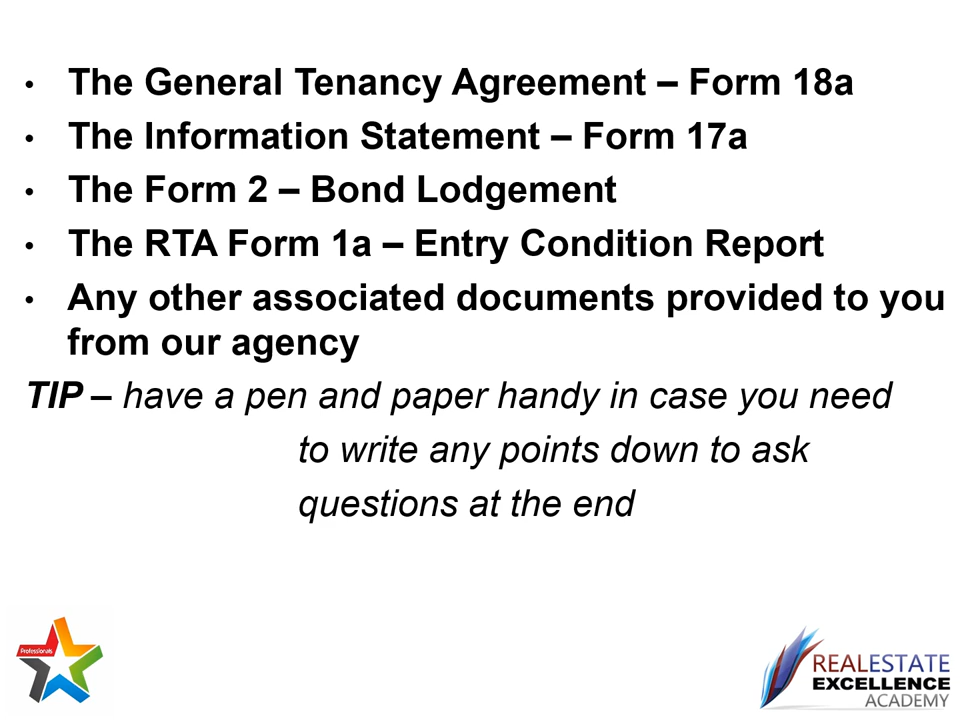 • The General Tenancy Agreement – Form 18a
• The Information Statement – Form 17a
• The Form 2 – Bond Lodgement
• The RTA Form 1a – Entry Condition Report
• Any other associated documents provided to you
from our agency
TIP – have a pen and paper handy in case you need
to write any points down to ask
questions at the end
Professionals
REALESTATE
EXCELLENCE
ACADEMY